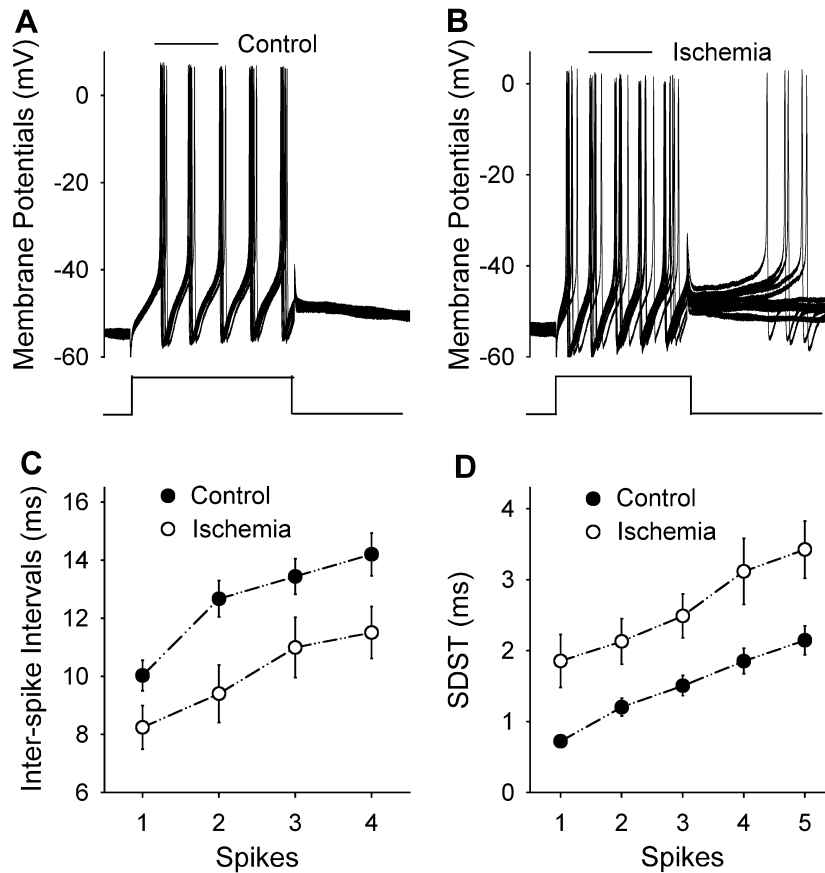 A
Control
Membrane Potentials (mV)
0
-20
-40
-60
B
Ischemia
Membrane Potentials (mV)
0
-20
-40
-60
C
Control
Ischemia
Inter-spike Intervals (ms)
16
14
12
10
8
6
1 2 3 4
Spikes
D
Control
Ischemia
SDST (ms)
4
3
2
1
0
1 2 3 4 5
Spikes